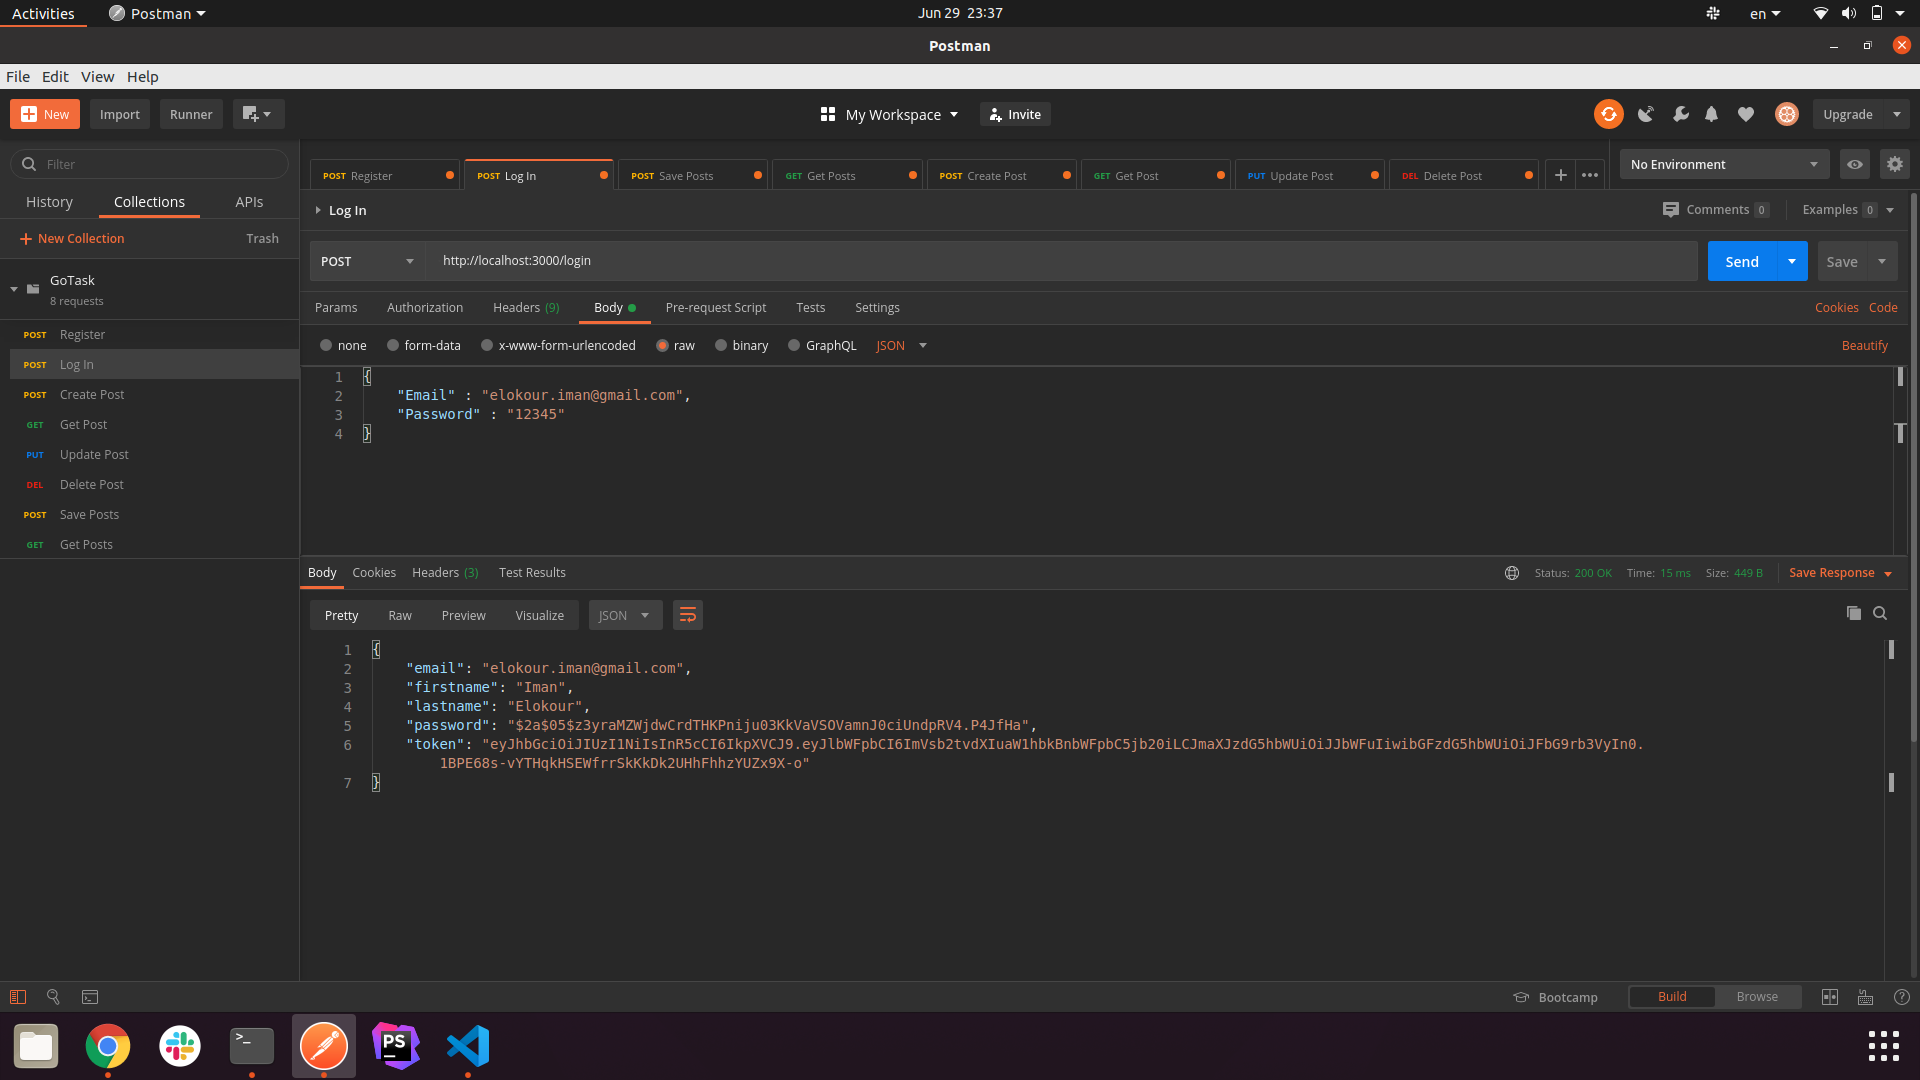 Activities Postman Jun 29 23:37 en
Postman
File Edit View Help
New Import Runner My Workspace Invite Upgrade
Filter
History Collections APIs
New Collection Trash
GoTask
8 requests
POST Register
POST Log In
POST Create Post
GET Get Post
PUT Update Post
DEL Delete Post
POST Save Posts
GET Get Posts
POST Register POST Log In POST Save Posts GET Get Posts POST Create Post GET Get Post PUT Update Post DEL Delete Post No Environment
Log In Comments 0 Examples 0
POST http://localhost:3000/login Send Save
Params Authorization Headers (9) Body Pre-request Script Tests Settings Cookies Code
none form-data x-www-form-urlencoded raw binary GraphQL JSON Beautify
1 {
2 "Email" : "elokour.iman@gmail.com",
3 "Password" : "12345"
4 }
Body Cookies Headers (3) Test Results Status: 200 OK Time: 15 ms Size: 449 B Save Response
Pretty Raw Preview Visualize JSON
1 {
2 "email": "elokour.iman@gmail.com",
3 "firstname": "Iman",
4 "lastname": "Elokour",
5 "password": "$2a$05$z3yraMZWjdwCrdTHKPniju03KkVaVSOVamnJ0ciUndpRV4.P4JfHa",
6 "token": "eyJhbGciOiJIUzI1NiIsInR5cCI6IkpXVCJ9.eyJlbWFpbCI6ImVsb2tvdXIuaW1hbkBnbWFpbC5jb20iLCJmaXJzdG5hbWUiOiJJbWFuIiwibGFzdG5hbWUiOiJFbG9rb3VyIn0.
1BPE68s-vYTHqkHSEWfrrSkKkDk2UHhFhhzYUZx9X-o"
7 }
Bootcamp Build Browse
PS